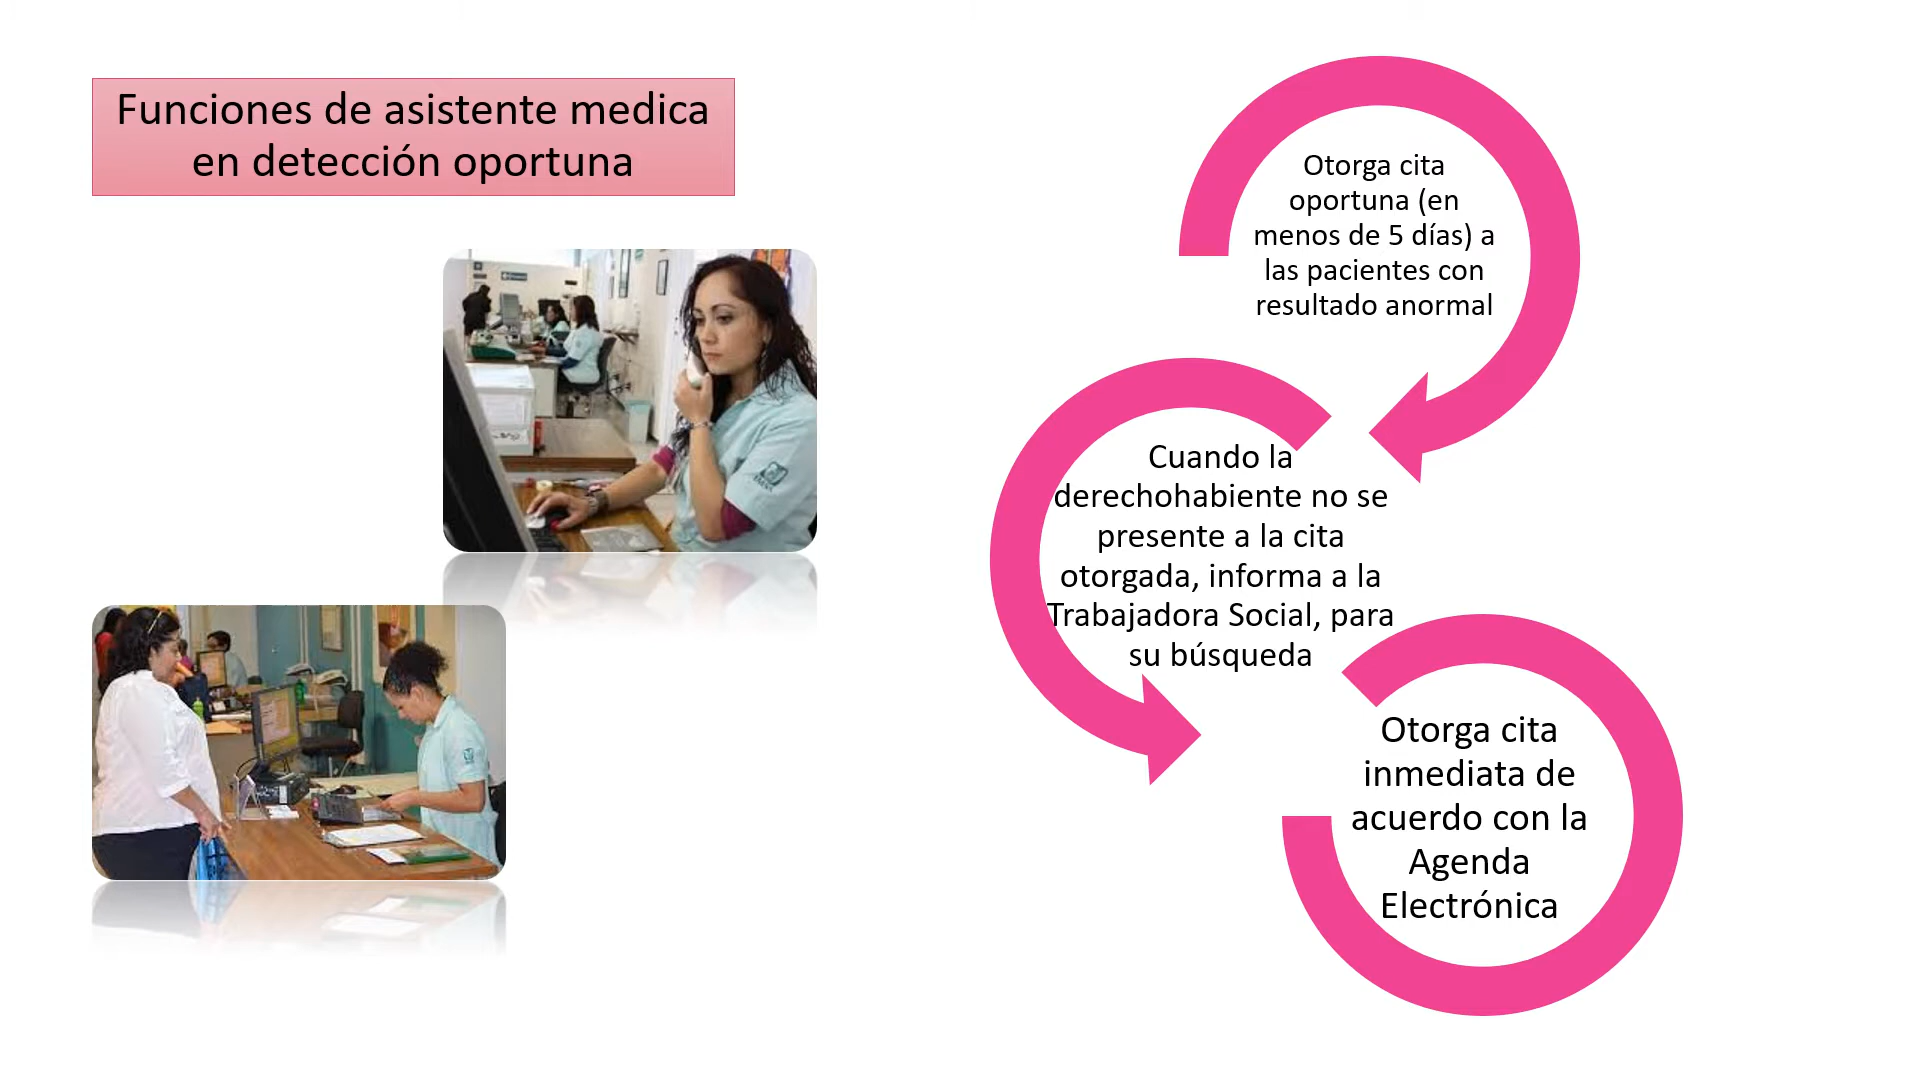 Funciones de asistente medica
en detección oportuna
Otorga cita
oportuna (en
menos de 5 días) a
las pacientes con
resultado anormal
Cuando la
derechohabiente no se
presente a la cita
otorgada, informa a la
Trabajadora Social, para
su búsqueda
Otorga cita
inmediata de
acuerdo con la
Agenda
Electrónica